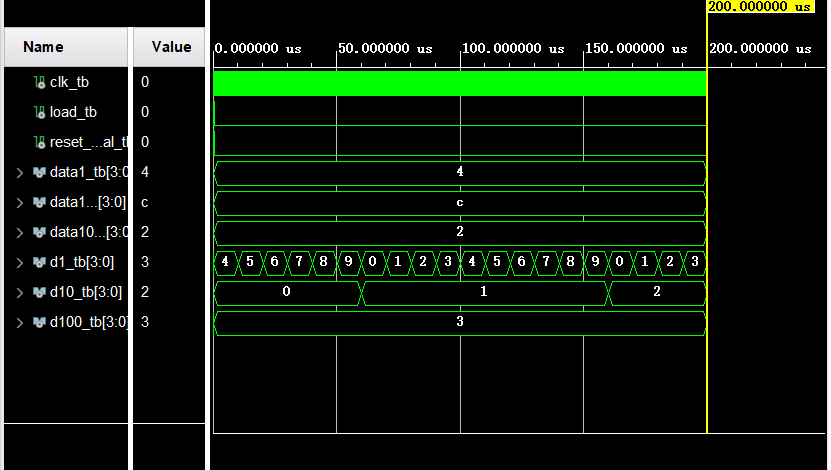 200.000000 us
Name Value
0.000000 us 50.000000 us 100.000000 us 150.000000 us 200.000000 us
clk_tb 0
load_tb 0
reset_...al_tb 0
data1_tb[3:0 4 4
data1...[3:0] c c
data10...[3:0 2 2
d1_tb[3:0] 3 4 5 6 7 8 9 0 1 2 3 4 5 6 7 8 9 0 1 2 3
d10_tb[3:0] 2 0 1 2
d100_tb[3:0] 3 3